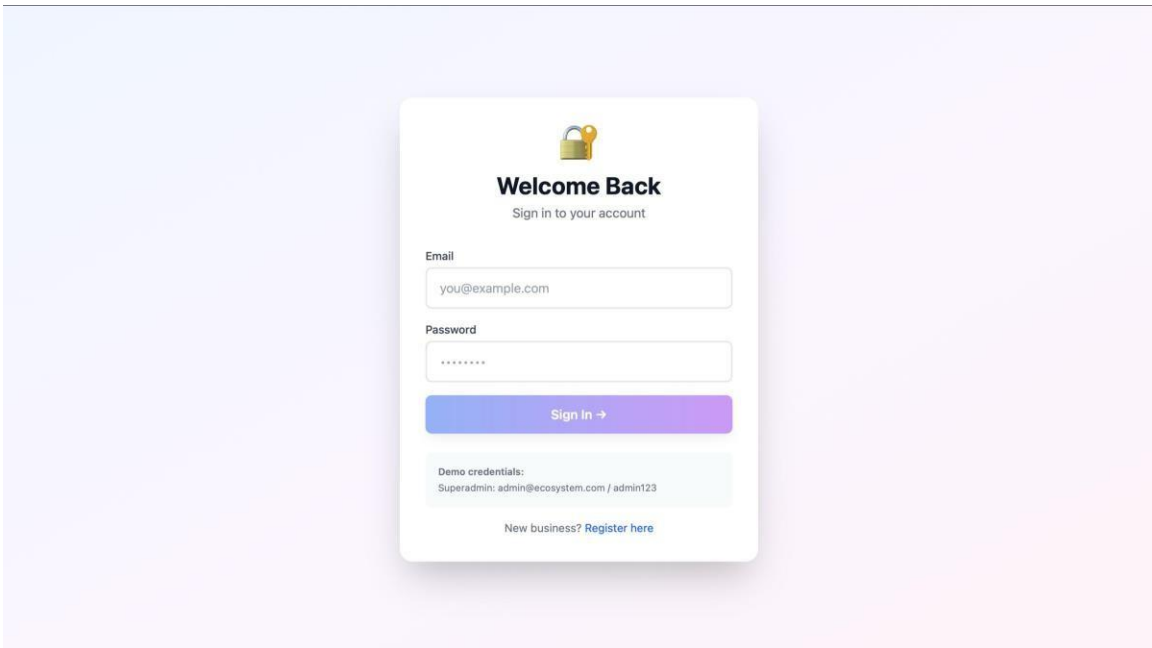 Welcome Back
Sign in to your account
Email
you@example.com
Password
••••••••
Sign In →
Demo credentials:
Superadmin: admin@ecosystem.com / admin123
New business? Register here